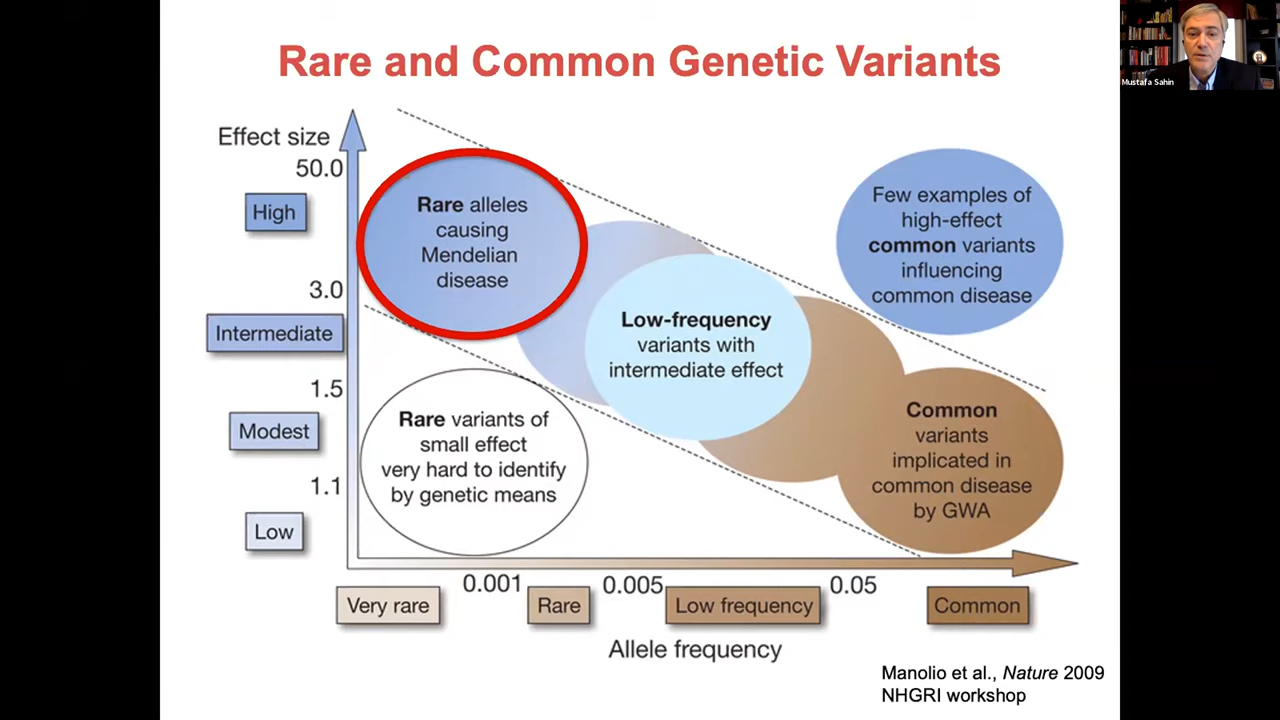 Rare and Common Genetic Variants
Mustafa Sahin
Effect size
50.0
High
3.0
Intermediate
1.5
Modest
1.1
Low
Rare alleles
causing
Mendelian
disease
Few examples of
high-effect
common variants
influencing
common disease
Low-frequency
variants with
intermediate effect
Rare variants of
small effect
very hard to identify
by genetic means
Common
variants
implicated in
common disease
by GWA
0.001
0.005
0.05
Very rare
Rare
Low frequency
Common
Allele frequency
Manolio et al., Nature 2009
NHGRI workshop